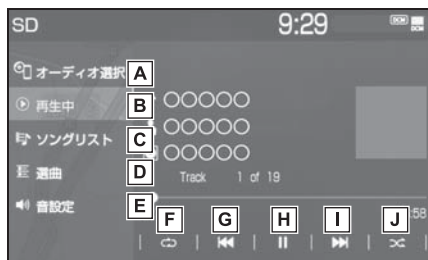 SD 9:29 DCM
オーディオ選択 A
再生中 B ○○○○○
ソングリスト C ○○○○○
選曲 D ○○○○○
Track 1 of 19
音設定 E
:58
F G H I J